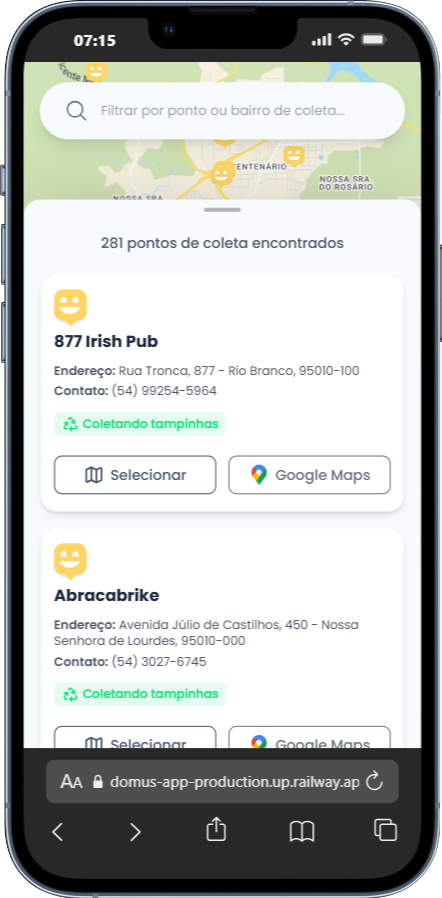 07:15
icente M
Filtrar por ponto ou bairro de coleta...
ENTENÁRIO
NOSSA SRA.
DO ROSÁRIO
NOSSA SRA
281 pontos de coleta encontrados
877 Irish Pub
Endereço: Rua Tronca, 877 - Rio Branco, 95010-100
Contato: (54) 99254-5964
Coletando tampinhas
Selecionar
Google Maps
Abracabrike
Endereço: Avenida Júlio de Castilhos, 450 - Nossa
Senhora de Lourdes, 95010-000
Contato: (54) 3027-6745
Coletando tampinhas
Selecionar
Google Maps
AA domus-app-production.up.railway.ap